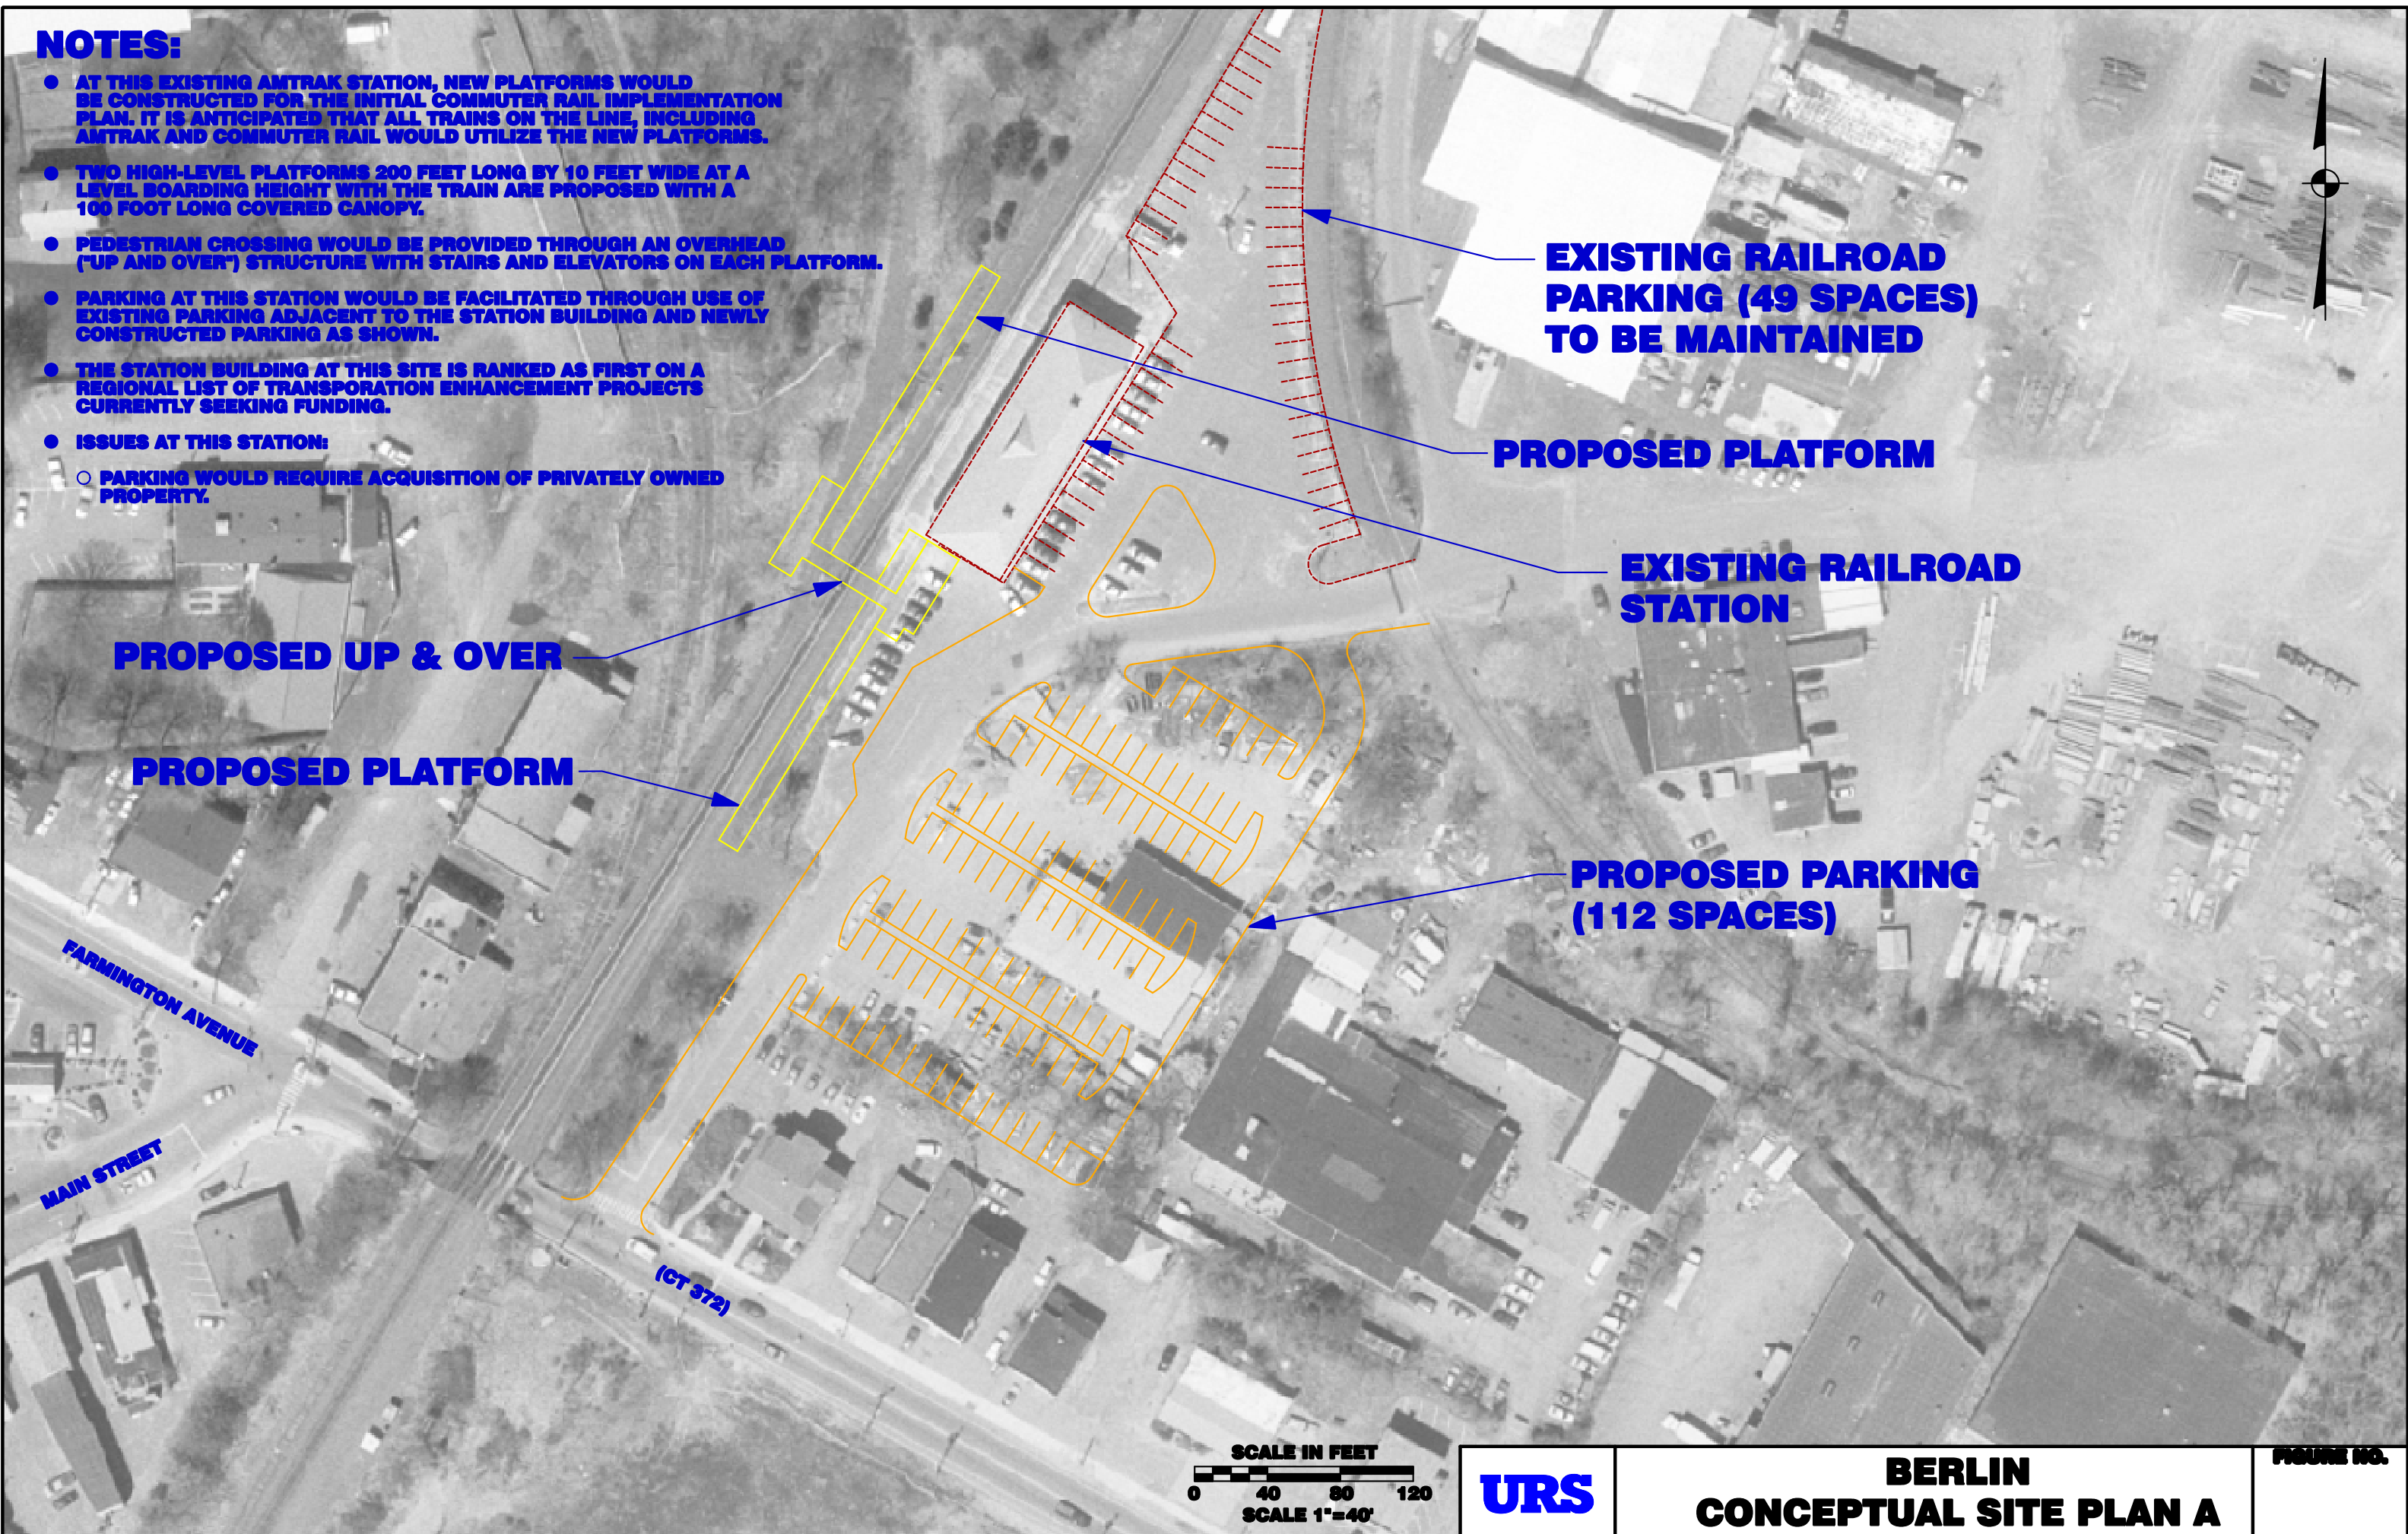 NOTES:
● AT THIS EXISTING AMTRAK STATION, NEW PLATFORMS WOULD
BE CONSTRUCTED FOR THE INITIAL COMMUTER RAIL IMPLEMENTATION
PLAN. IT IS ANTICIPATED THAT ALL TRAINS ON THE LINE, INCLUDING
AMTRAK AND COMMUTER RAIL WOULD UTILIZE THE NEW PLATFORMS.
● TWO HIGH-LEVEL PLATFORMS 200 FEET LONG BY 10 FEET WIDE AT A
LEVEL BOARDING HEIGHT WITH THE TRAIN ARE PROPOSED WITH A
100 FOOT LONG COVERED CANOPY.
● PEDESTRIAN CROSSING WOULD BE PROVIDED THROUGH AN OVERHEAD
("UP AND OVER") STRUCTURE WITH STAIRS AND ELEVATORS ON EACH PLATFORM.
● PARKING AT THIS STATION WOULD BE FACILITATED THROUGH USE OF
EXISTING PARKING ADJACENT TO THE STATION BUILDING AND NEWLY
CONSTRUCTED PARKING AS SHOWN.
● THE STATION BUILDING AT THIS SITE IS RANKED AS FIRST ON A
REGIONAL LIST OF TRANSPORATION ENHANCEMENT PROJECTS
CURRENTLY SEEKING FUNDING.
● ISSUES AT THIS STATION:
○ PARKING WOULD REQUIRE ACQUISITION OF PRIVATELY OWNED
PROPERTY.
EXISTING RAILROAD
PARKING (49 SPACES)
TO BE MAINTAINED
PROPOSED PLATFORM
EXISTING RAILROAD
STATION
PROPOSED UP & OVER
PROPOSED PLATFORM
PROPOSED PARKING
(112 SPACES)
FARMINGTON AVENUE
MAIN STREET
(CT 372)
SCALE IN FEET
0 40 80 120
SCALE 1"=40'
URS
BERLIN
CONCEPTUAL SITE PLAN A
FIGURE NO.